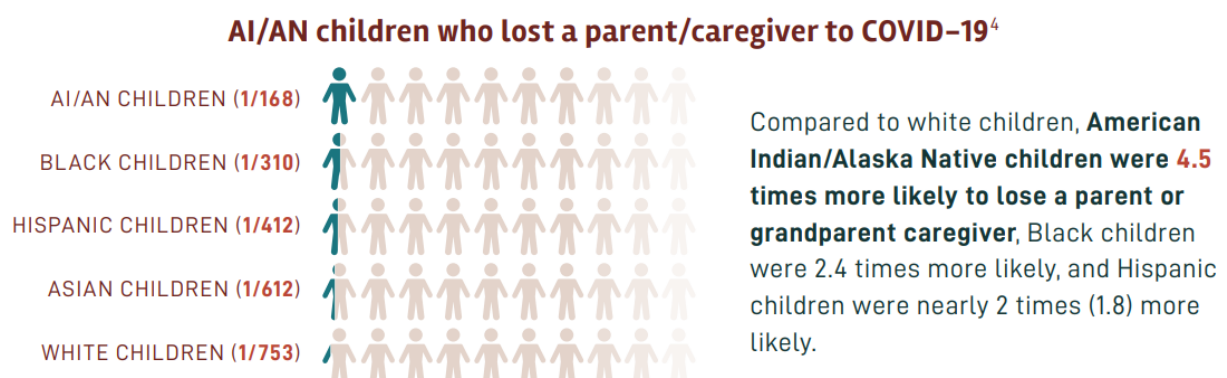 AI/AN children who lost a parent/caregiver to COVID–19⁴
AI/AN CHILDREN (1/168)
BLACK CHILDREN (1/310)
HISPANIC CHILDREN (1/412)
ASIAN CHILDREN (1/612)
WHITE CHILDREN (1/753)
Compared to white children, American
Indian/Alaska Native children were 4.5
times more likely to lose a parent or
grandparent caregiver, Black children
were 2.4 times more likely, and Hispanic
children were nearly 2 times (1.8) more
likely.